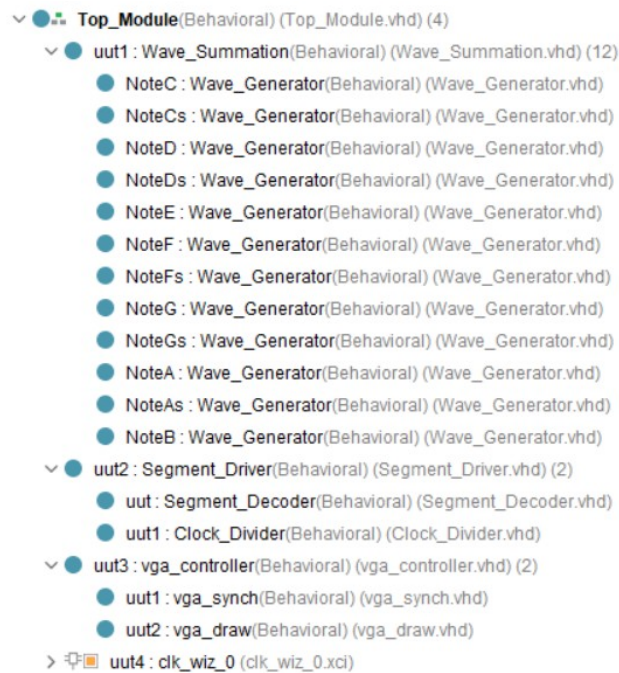 Top_Module(Behavioral) (Top_Module.vhd) (4)
uut1 : Wave_Summation(Behavioral) (Wave_Summation.vhd) (12)
NoteC : Wave_Generator(Behavioral) (Wave_Generator.vhd)
NoteCs : Wave_Generator(Behavioral) (Wave_Generator.vhd)
NoteD : Wave_Generator(Behavioral) (Wave_Generator.vhd)
NoteDs : Wave_Generator(Behavioral) (Wave_Generator.vhd)
NoteE : Wave_Generator(Behavioral) (Wave_Generator.vhd)
NoteF : Wave_Generator(Behavioral) (Wave_Generator.vhd)
NoteFs : Wave_Generator(Behavioral) (Wave_Generator.vhd)
NoteG : Wave_Generator(Behavioral) (Wave_Generator.vhd)
NoteGs : Wave_Generator(Behavioral) (Wave_Generator.vhd)
NoteA : Wave_Generator(Behavioral) (Wave_Generator.vhd)
NoteAs : Wave_Generator(Behavioral) (Wave_Generator.vhd)
NoteB : Wave_Generator(Behavioral) (Wave_Generator.vhd)
uut2 : Segment_Driver(Behavioral) (Segment_Driver.vhd) (2)
uut : Segment_Decoder(Behavioral) (Segment_Decoder.vhd)
uut1 : Clock_Divider(Behavioral) (Clock_Divider.vhd)
uut3 : vga_controller(Behavioral) (vga_controller.vhd) (2)
uut1 : vga_synch(Behavioral) (vga_synch.vhd)
uut2 : vga_draw(Behavioral) (vga_draw.vhd)
uut4 : clk_wiz_0 (clk_wiz_0.xci)